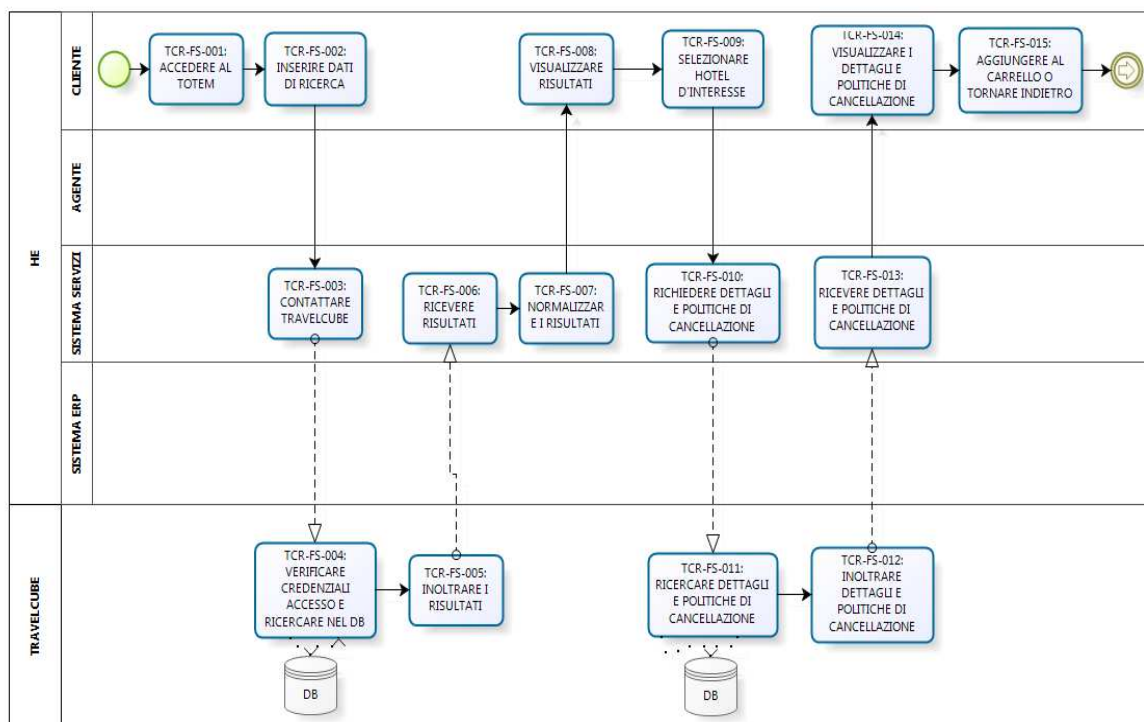 HE
CLIENTE
TCR-FS-001:
ACCEDERE AL
TOTEM
TCR-FS-002:
INSERIRE DATI
DI RICERCA
TCR-FS-008:
VISUALIZZARE
RISULTATI
TCR-FS-009:
SELEZIONARE
HOTEL
D'INTERESSE
TCR-FS-014:
VISUALIZZARE I
DETTAGLI E
POLITICHE DI
CANCELLAZIONE
TCR-FS-015:
AGGIUNGERE AL
CARRELLO O
TORNARE INDIETRO
AGENTE
SISTEMA SERVIZI
TCR-FS-003:
CONTATTARE
TRAVELCUBE
TCR-FS-006:
RICEVERE
RISULTATI
TCR-FS-007:
NORMALIZZAR
E I RISULTATI
TCR-FS-010:
RICHIEDERE DETTAGLI
E POLITICHE DI
CANCELLAZIONE
TCR-FS-013:
RICEVERE DETTAGLI
E POLITICHE DI
CANCELLAZIONE
SISTEMA ERP
TRAVELCUBE
TCR-FS-004:
VERIFICARE
CREDENZIALI
ACCESSO E
RICERCARE NEL DB
TCR-FS-005:
INOLTRARE I
RISULTATI
TCR-FS-011:
RICERCARE DETTAGLI
E POLITICHE DI
CANCELLAZIONE
TCR-FS-012:
INOLTRARE
DETTAGLI E
POLITICHE DI
CANCELLAZIONE
DB
DB